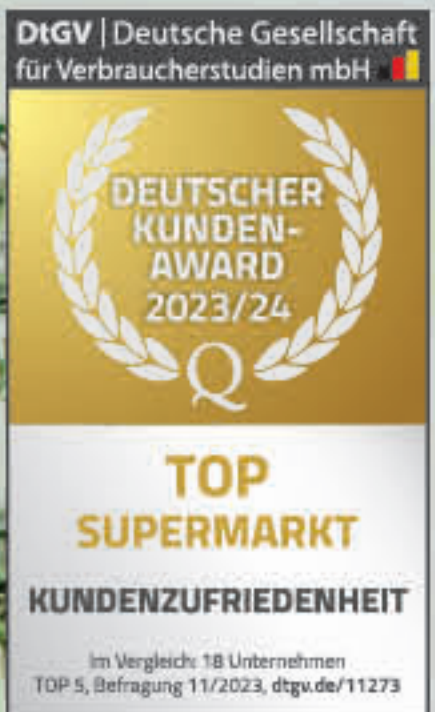 DtGV | Deutsche Gesellschaft
für Verbraucherstudien mbH
DEUTSCHER
KUNDEN-
AWARD
2023/24
Q
TOP
SUPERMARKT
KUNDENZUFRIEDENHEIT
Im Vergleich: 18 Unternehmen
TOP 5, Befragung 11/2023, dtgv.de/11273